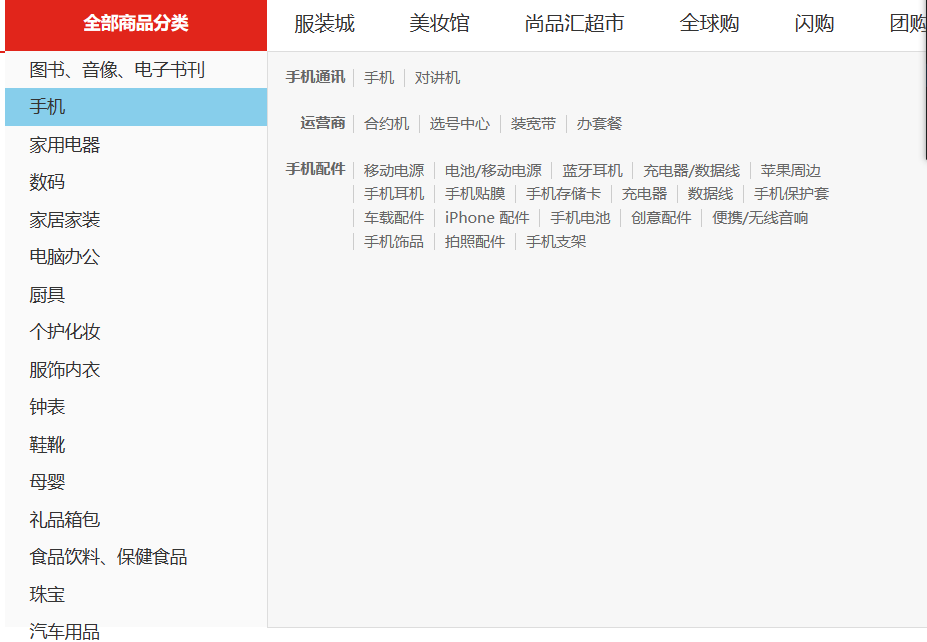 全部商品分类 服装城 美妆馆 尚品汇超市 全球购 闪购 团购
图书、音像、电子书刊
手机
家用电器
数码
家居家装
电脑办公
厨具
个护化妆
服饰内衣
钟表
鞋靴
母婴
礼品箱包
食品饮料、保健食品
珠宝
汽车用品
手机通讯 手机 对讲机
运营商 合约机 选号中心 装宽带 办套餐
手机配件 移动电源 电池/移动电源 蓝牙耳机 充电器/数据线 苹果周边
手机耳机 手机贴膜 手机存储卡 充电器 数据线 手机保护套
车载配件 iPhone 配件 手机电池 创意配件 便携/无线音响
手机饰品 拍照配件 手机支架